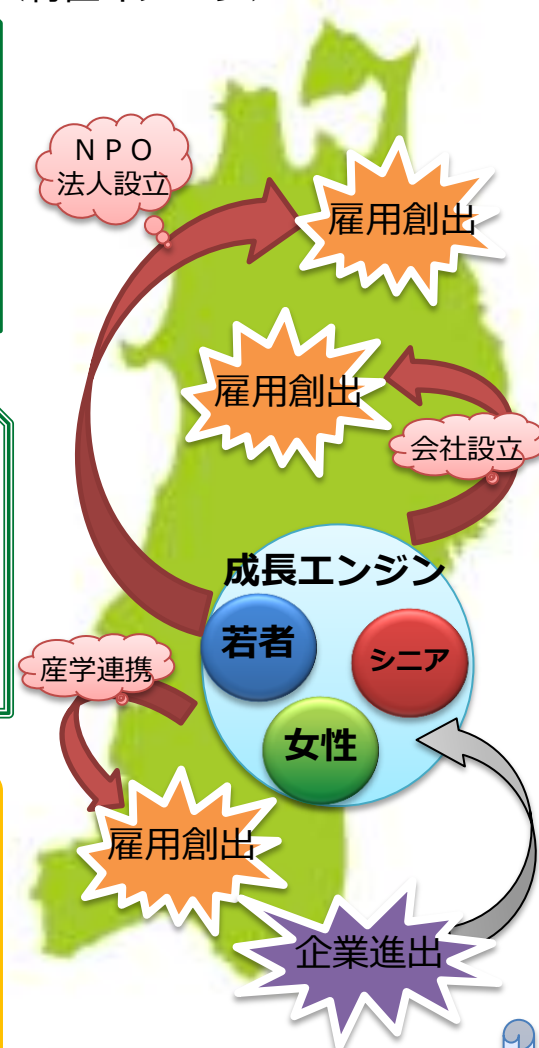 ＮＰＯ
法人設立
雇用創出
雇用創出
会社設立
成長エンジン
若者
シニア
産学連携
女性
雇用創出
企業進出